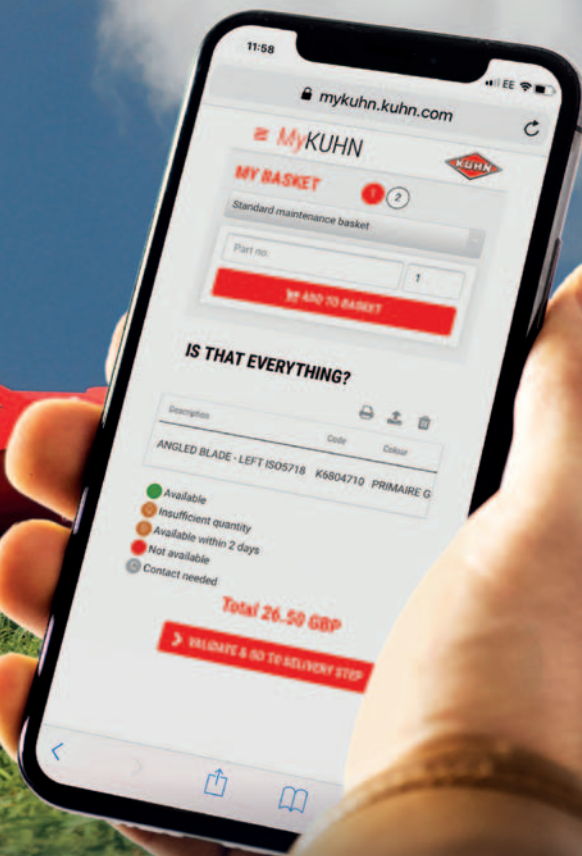 11:58
EE
mykuhn.kuhn.com
MyKUHN
KUHN
MY BASKET
1 2
Standard maintenance basket
Part no.
1
ADD TO BASKET
IS THAT EVERYTHING?
Description Code Colour
ANGLED BLADE - LEFT ISO5718 K6804710 PRIMAIRE G
Available
Insufficient quantity
Available within 2 days
Not available
C Contact needed
Total 26.50 GBP
VALIDATE & GO TO DELIVERY STEP